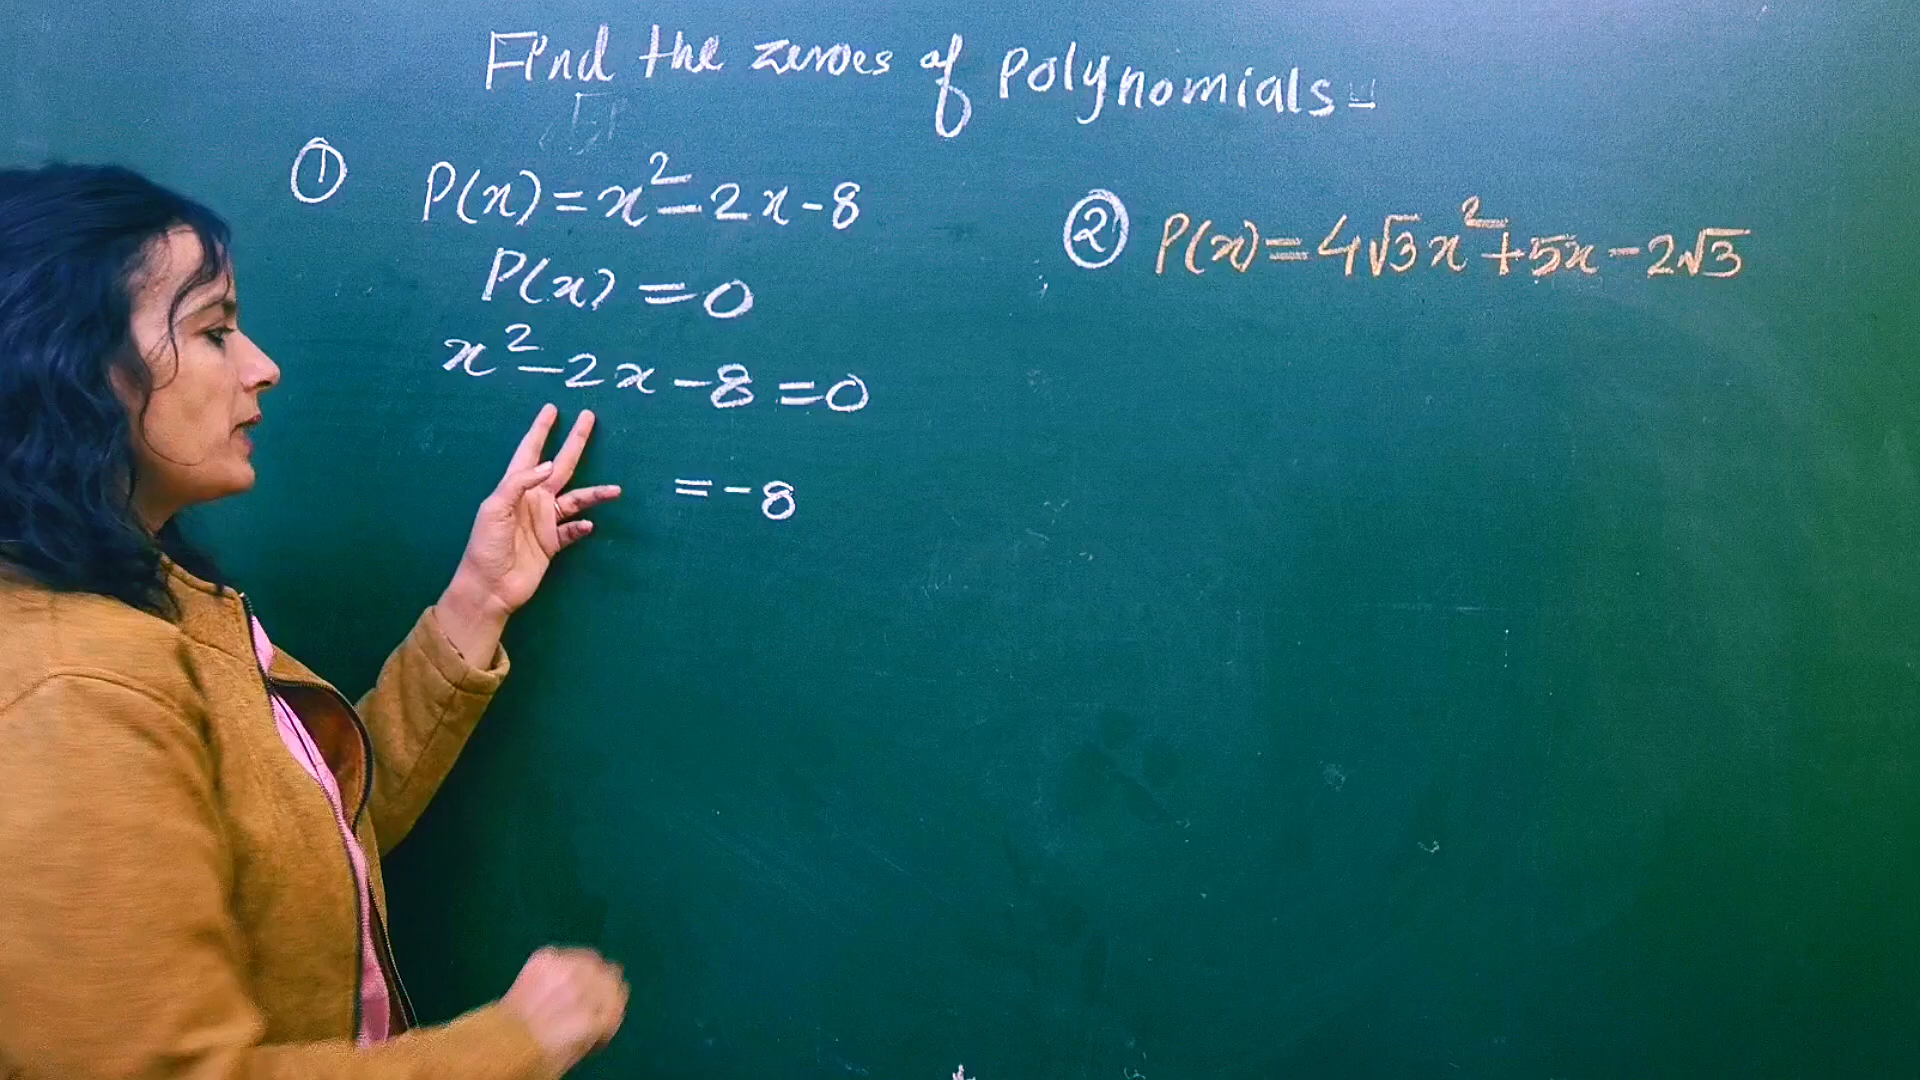 Find the zeroes of polynomials =
① P(x) = x² - 2x - 8
P(x) = 0
x² - 2x - 8 = 0
= - 8
② P(x) = 4√3x² + 5x - 2√3